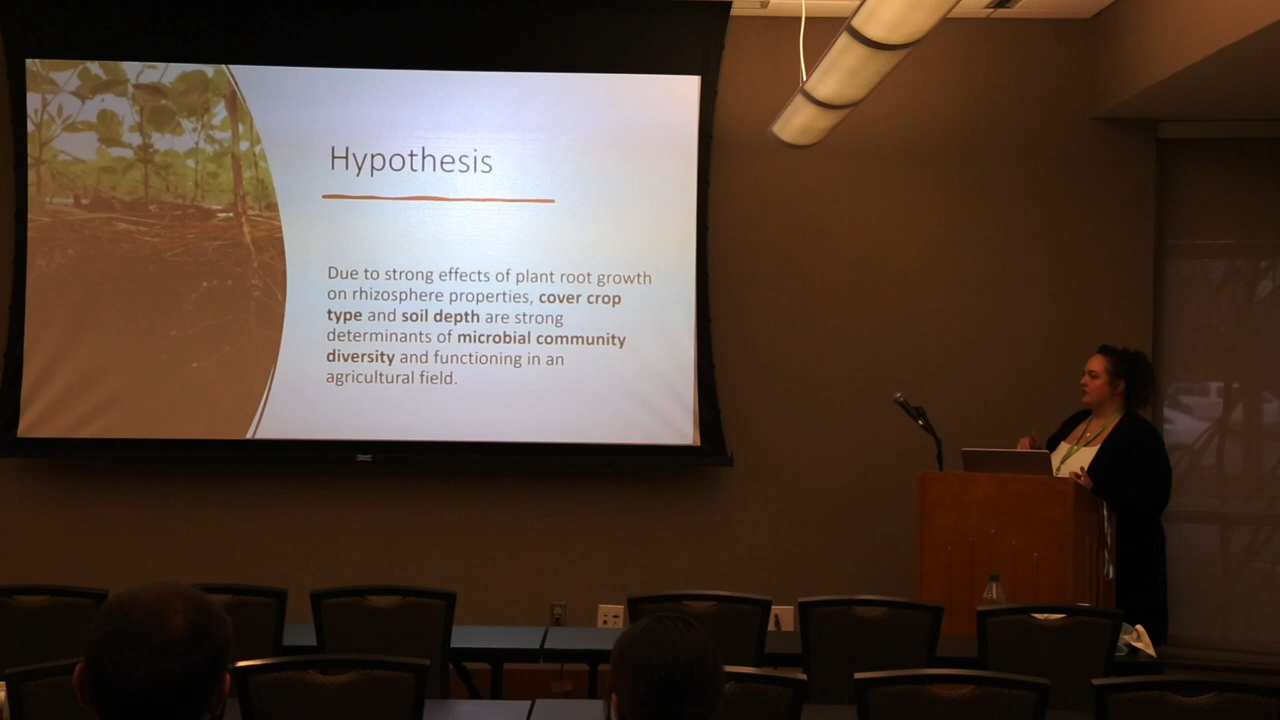 Hypothesis
Due to strong effects of plant root growth
on rhizosphere properties, cover crop
type and soil depth are strong
determinants of microbial community
diversity and functioning in an
agricultural field.